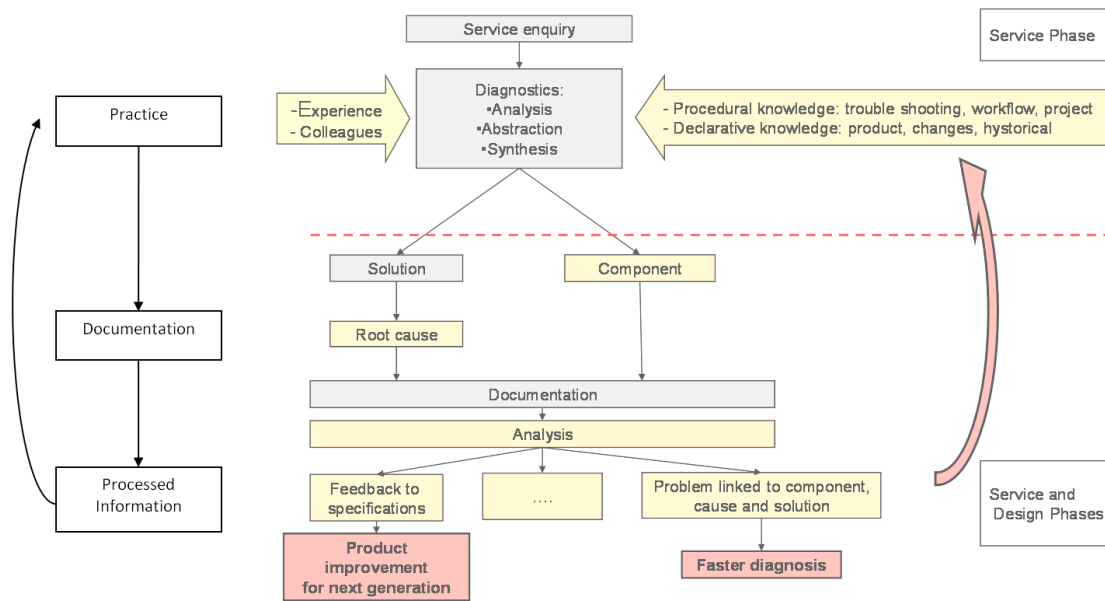 Service enquiry
Service Phase
Diagnostics:
▪Analysis
▪Abstraction
▪Synthesis
-Experience
- Colleagues
- Procedural knowledge: trouble shooting, workflow, project
- Declarative knowledge: product, changes, hystorical
Practice
Solution
Component
Documentation
Root cause
Documentation
Analysis
Processed
Information
Feedback to
specifications
....
Problem linked to component,
cause and solution
Service and
Design Phases
Product
improvement
for next generation
Faster diagnosis